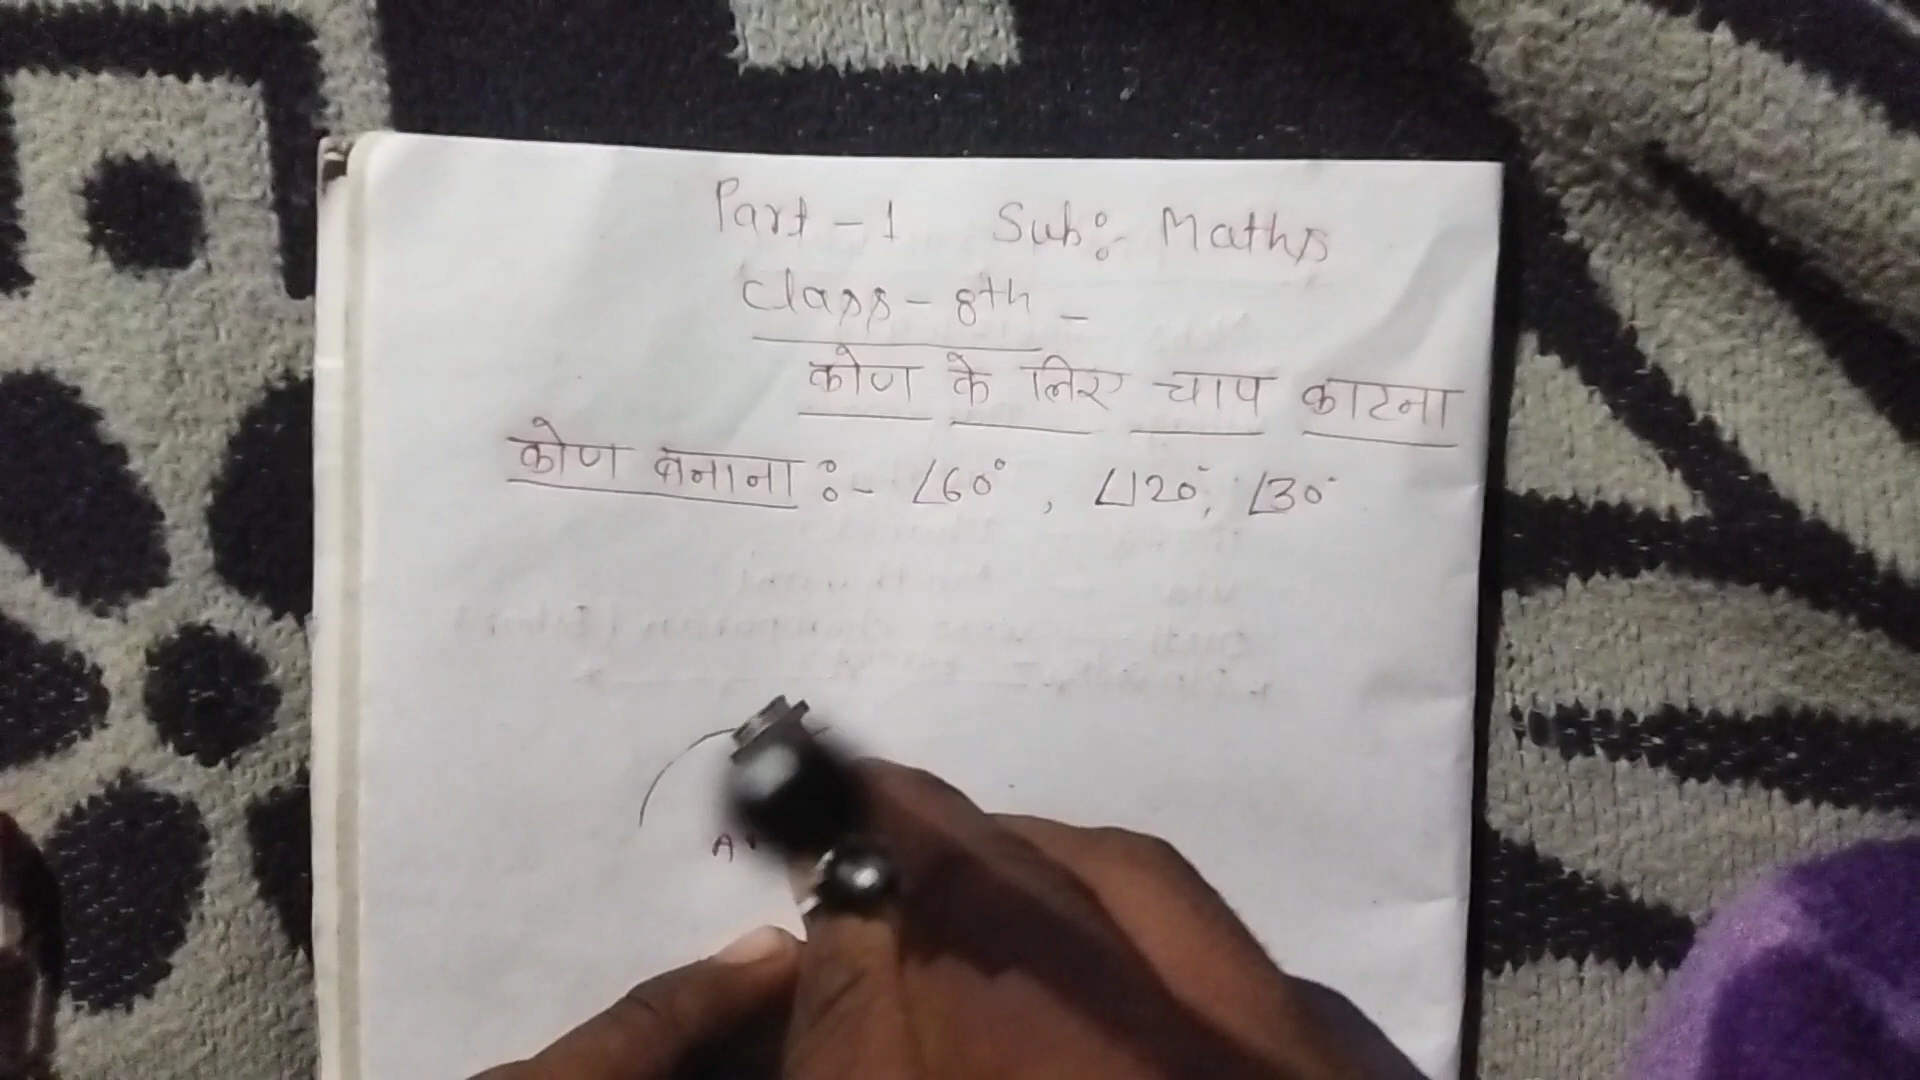 Part - 1 Sub:- Maths
Class - 8th -
कोण के लिए चाप काटना
कोण बनाना :- ∠60°, ∠120°, ∠30°
A